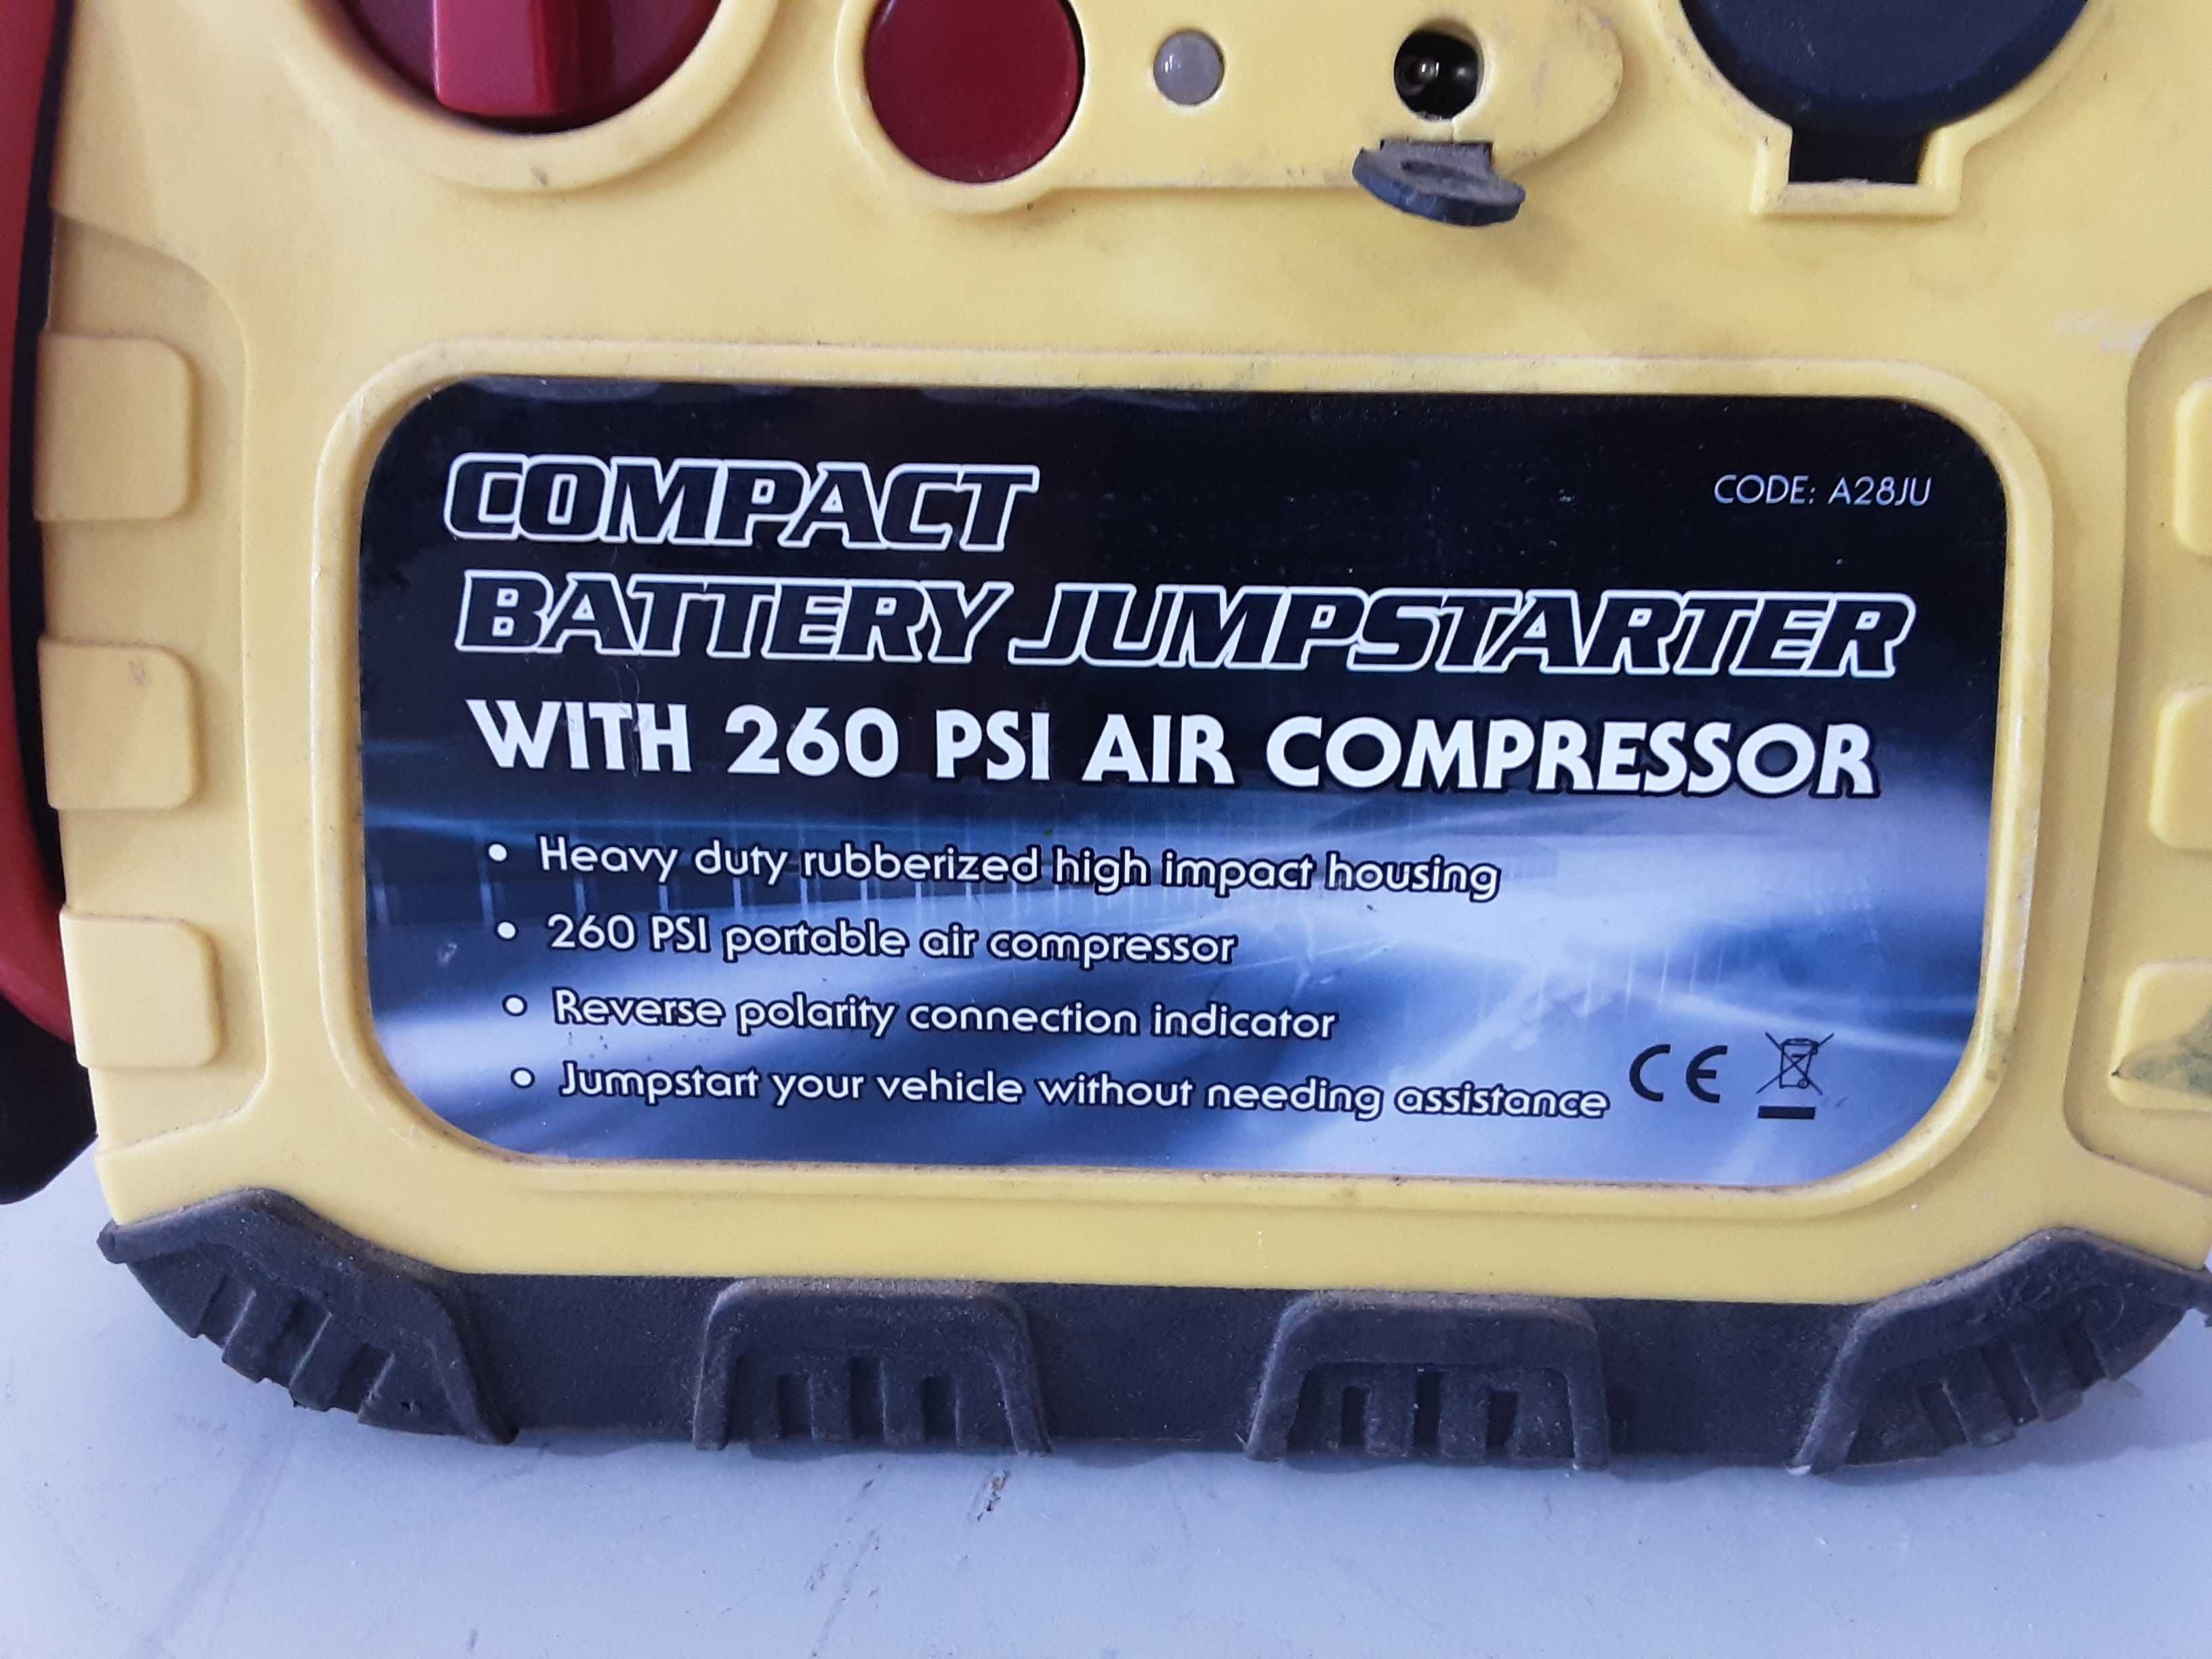 COMPACT
CODE: A28JU
BATTERY JUMPSTARTER
WITH 260 PSI AIR COMPRESSOR
• Heavy duty rubberized high impact housing
• 260 PSI portable air compressor
• Reverse polarity connection indicator
• Jumpstart your vehicle without needing assistance
CE